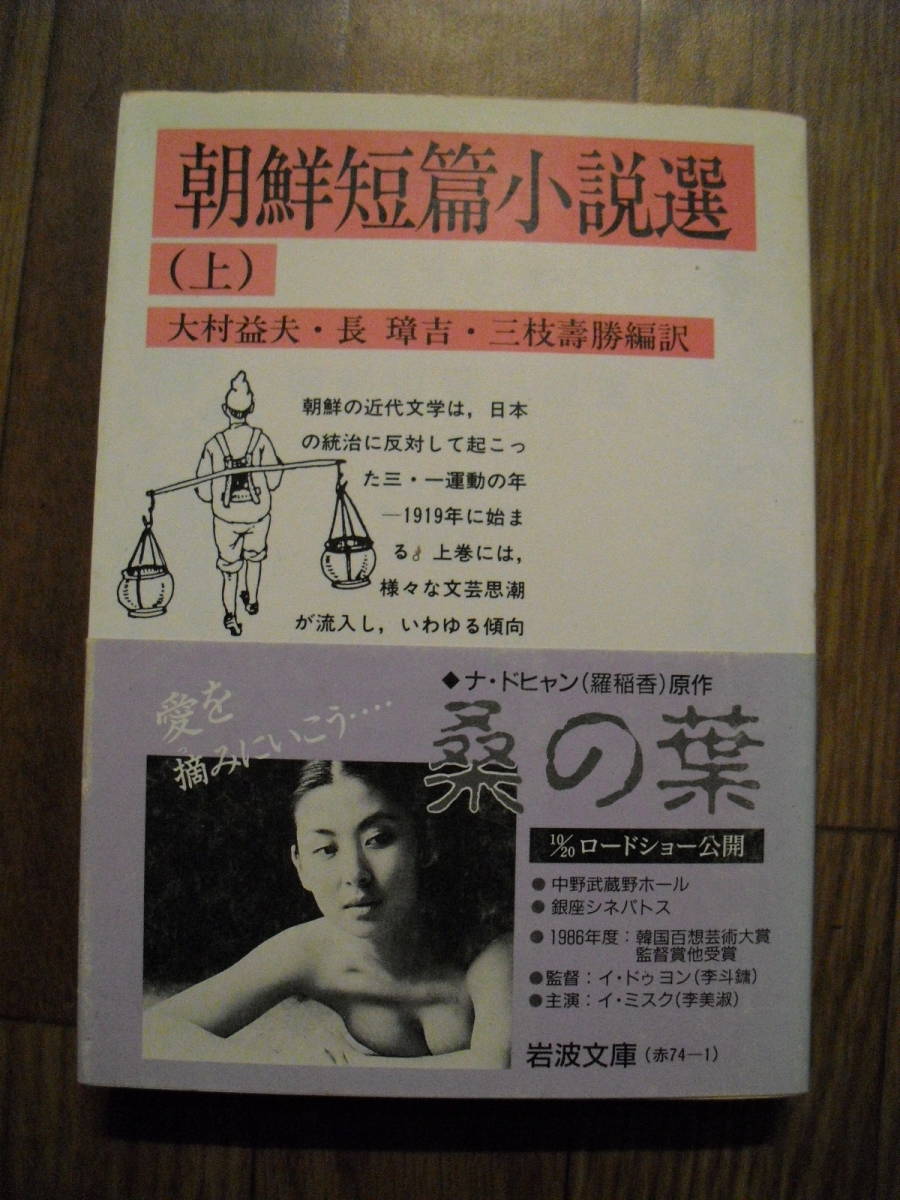 朝鮮短篇小説選
(上)
大村益夫・長 璋吉・三枝壽勝編訳
朝鮮の近代文学は,日本
の統治に反対して起こっ
た三・一運動の年
―1919年に始ま
る。上巻には,
様々な文芸思潮
が流入し,いわゆる傾向
◆ナ・ドヒャン(羅稲香)原作
愛を
摘みにいこう‥‥
桑の葉
10/20ロードショー公開
●中野武蔵野ホール
●銀座シネパトス
●1986年度:韓国百想芸術大賞
監督賞他受賞
●監督:イ・ドゥヨン(李斗鏞)
●主演:イ・ミスク(李美淑)
岩波文庫(赤74―1)